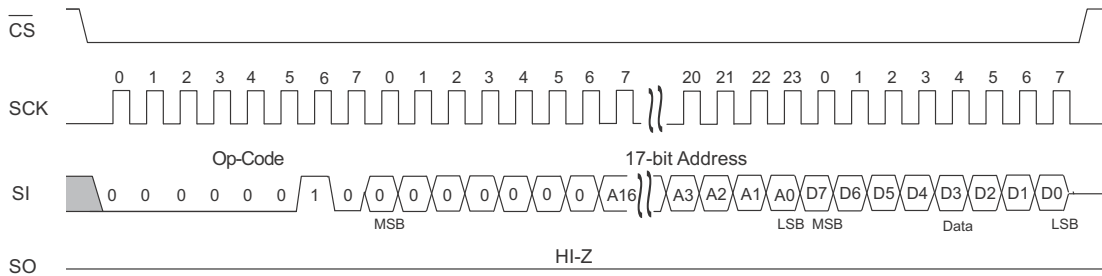 CS
0 1 2 3 4 5 6 7 0 1 2 3 4 5 6 7 20 21 22 23 0 1 2 3 4 5 6 7
SCK
Op-Code 17-bit Address
SI 0 0 0 0 0 0 1 0 0 0 0 0 0 0 0 A16 A3 A2 A1 A0 D7 D6 D5 D4 D3 D2 D1 D0
MSB LSB MSB Data LSB
HI-Z
SO